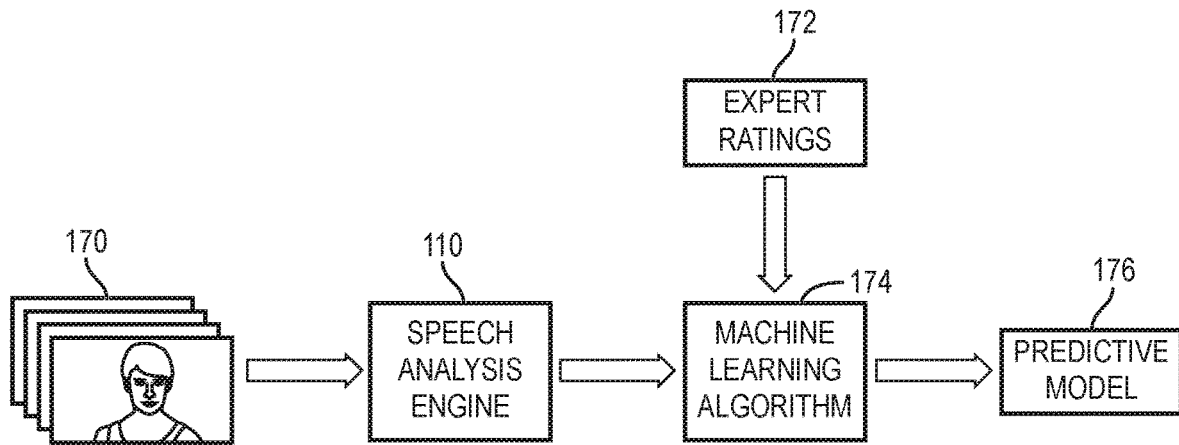 172
EXPERT
RATINGS
170
110
174
176
SPEECH
ANALYSIS
ENGINE
MACHINE
LEARNING
ALGORITHM
PREDICTIVE
MODEL